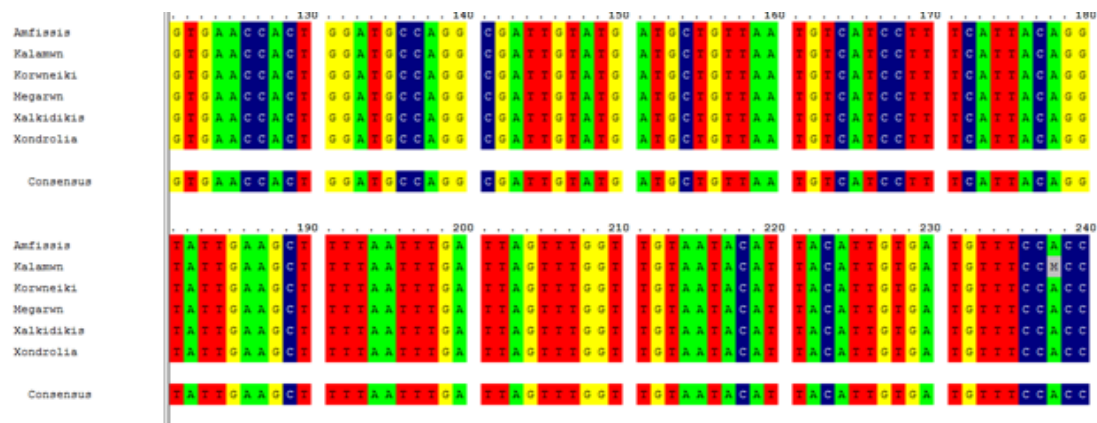 130 140 150 160 170 180
Amfissis GTGAACCACT GGATGCCAGG CGATTGTATG ATGCTGTTAA TGTCATCCTT TCATTACAGG
Kalamwn GTGAACCACT GGATGCCAGG CGATTGTATG ATGCTGTTAA TGTCATCCTT TCATTACAGG
Korwneiki GTGAACCACT GGATGCCAGG CGATTGTATG ATGCTGTTAA TGTCATCCTT TCATTACAGG
Megarwn GTGAACCACT GGATGCCAGG CGATTGTATG ATGCTGTTAA TGTCATCCTT TCATTACAGG
Xalkidikis GTGAACCACT GGATGCCAGG CGATTGTATG ATGCTGTTAA TGTCATCCTT TCATTACAGG
Xondrolia GTGAACCACT GGATGCCAGG CGATTGTATG ATGCTGTTAA TGTCATCCTT TCATTACAGG
Consensus GTGAACCACT GGATGCCAGG CGATTGTATG ATGCTGTTAA TGTCATCCTT TCATTACAGG
190 200 210 220 230 240
Amfissis TATTGAAGCT TTTAATTTGA TTAGTTTGGT TGTAATACAT TACATTGTGA TGTTTCCACC
Kalamwn TATTGAAGCT TTTAATTTGA TTAGTTTGGT TGTAATACAT TACATTGTGA TGTTTCCMCC
Korwneiki TATTGAAGCT TTTAATTTGA TTAGTTTGGT TGTAATACAT TACATTGTGA TGTTTCCACC
Megarwn TATTGAAGCT TTTAATTTGA TTAGTTTGGT TGTAATACAT TACATTGTGA TGTTTCCACC
Xalkidikis TATTGAAGCT TTTAATTTGA TTAGTTTGGT TGTAATACAT TACATTGTGA TGTTTCCACC
Xondrolia TATTGAAGCT TTTAATTTGA TTAGTTTGGT TGTAATACAT TACATTGTGA TGTTTCCACC
Consensus TATTGAAGCT TTTAATTTGA TTAGTTTGGT TGTAATACAT TACATTGTGA TGTTTCCACC